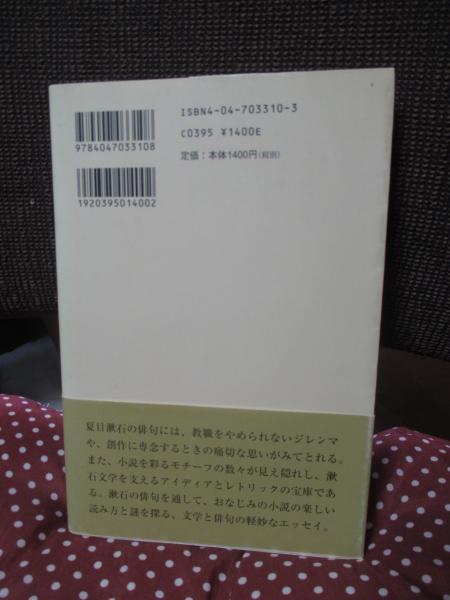 ISBN4-04-703310-3
C0395 ¥1400E
定価：本体1400円(税別)
9784047033108
1920395014002
夏目漱石の俳句には、教職をやめられないジレンマ
や、創作に専念するときの痛切な思いがみてとれる。
また、小説を彩るモチーフの数々が見え隠れし、漱
石文学を支えるアイディアとレトリックの宝庫であ
る。漱石の俳句を通して、おなじみの小説の楽しい
読み方と謎を探る、文学と俳句の軽妙なエッセイ。